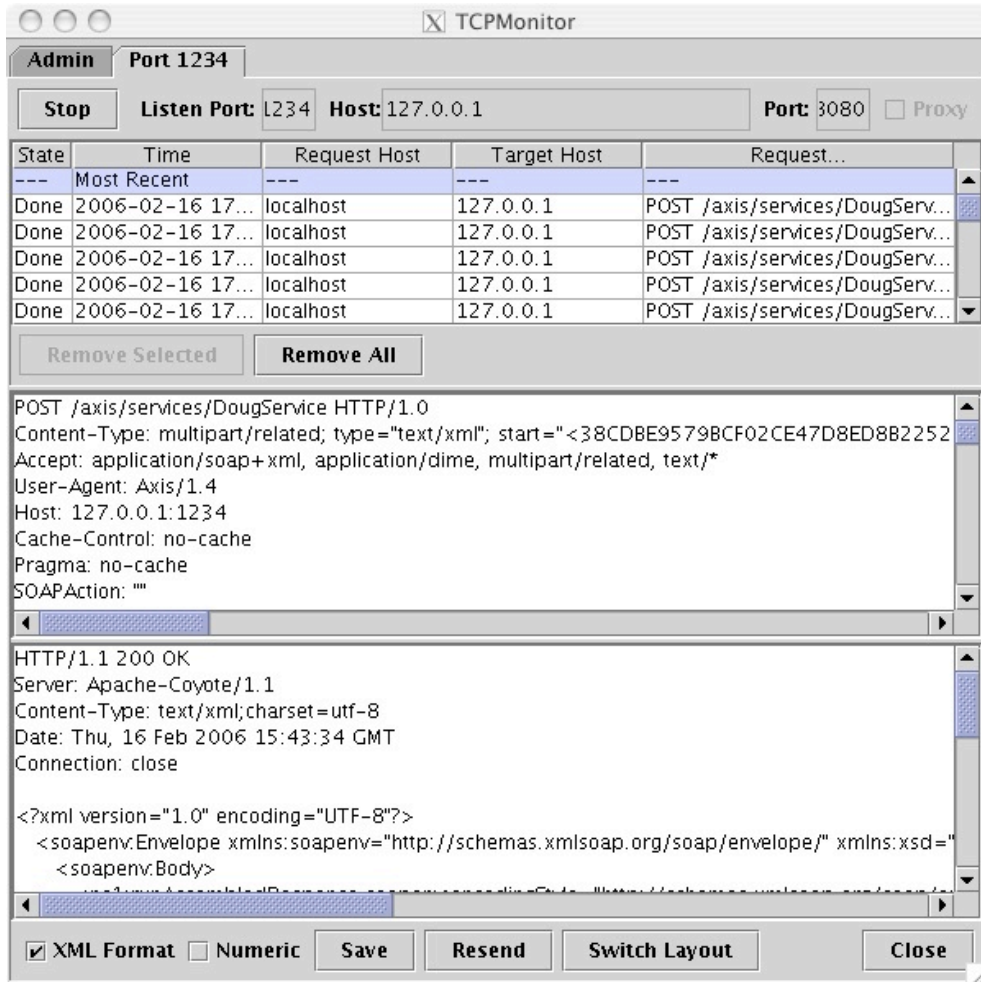 TCPMonitor
Admin Port 1234
Stop Listen Port: 1234 Host: 127.0.0.1 Port: 8080 Proxy
State Time Request Host Target Host Request...
--- Most Recent --- --- ---
Done 2006-02-16 17... localhost 127.0.0.1 POST /axis/services/DougServ...
Done 2006-02-16 17... localhost 127.0.0.1 POST /axis/services/DougServ...
Done 2006-02-16 17... localhost 127.0.0.1 POST /axis/services/DougServ...
Done 2006-02-16 17... localhost 127.0.0.1 POST /axis/services/DougServ...
Done 2006-02-16 17... localhost 127.0.0.1 POST /axis/services/DougServ...
Remove Selected Remove All
POST /axis/services/DougService HTTP/1.0
Content-Type: multipart/related; type="text/xml"; start="<38CDBE9579BCF02CE47D8ED8B2252
Accept: application/soap+xml, application/dime, multipart/related, text/*
User-Agent: Axis/1.4
Host: 127.0.0.1:1234
Cache-Control: no-cache
Pragma: no-cache
SOAPAction: ""
HTTP/1.1 200 OK
Server: Apache-Coyote/1.1
Content-Type: text/xml;charset=utf-8
Date: Thu, 16 Feb 2006 15:43:34 GMT
Connection: close
<?xml version="1.0" encoding="UTF-8"?>
<soapenv:Envelope xmlns:soapenv="http://schemas.xmlsoap.org/soap/envelope/" xmlns:xsd="
<soapenv:Body>
XML Format Numeric Save Resend Switch Layout Close